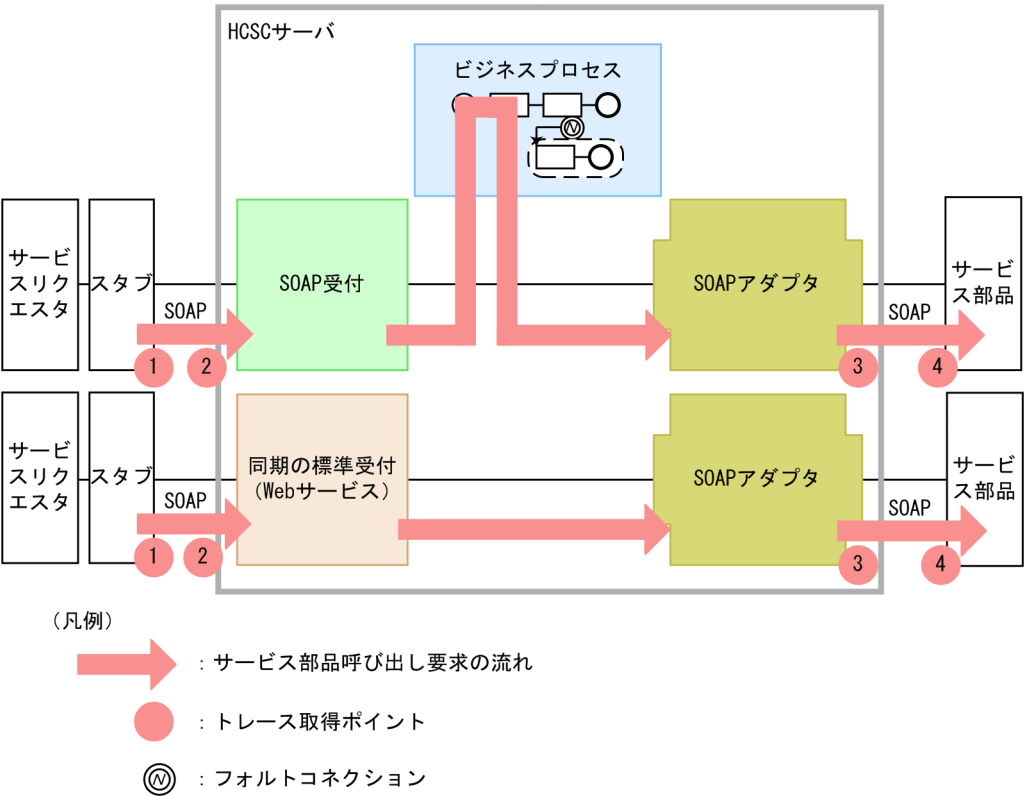 HCSCサーバ
ビジネスプロセス
サービ
スリク
エスタ
スタブ
SOAP
1
2
SOAP受付
SOAPアダプタ
3
SOAP
4
サービ
ス部品
サービ
スリク
エスタ
スタブ
SOAP
1
2
同期の標準受付
（Webサービス）
SOAPアダプタ
3
SOAP
4
サービ
ス部品
（凡例）
：サービス部品呼び出し要求の流れ
：トレース取得ポイント
：フォルトコネクション